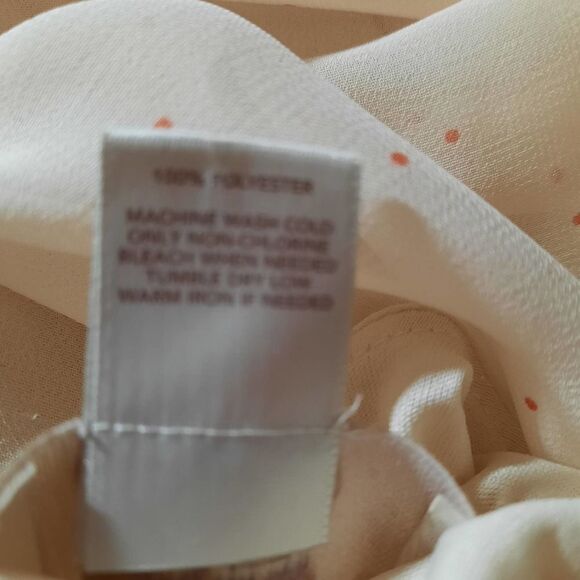 100% POLYESTER
MACHINE WASH COLD
ONLY NON-CHLORINE
BLEACH WHEN NEEDED
TUMBLE DRY LOW
WARM IRON IF NEEDED